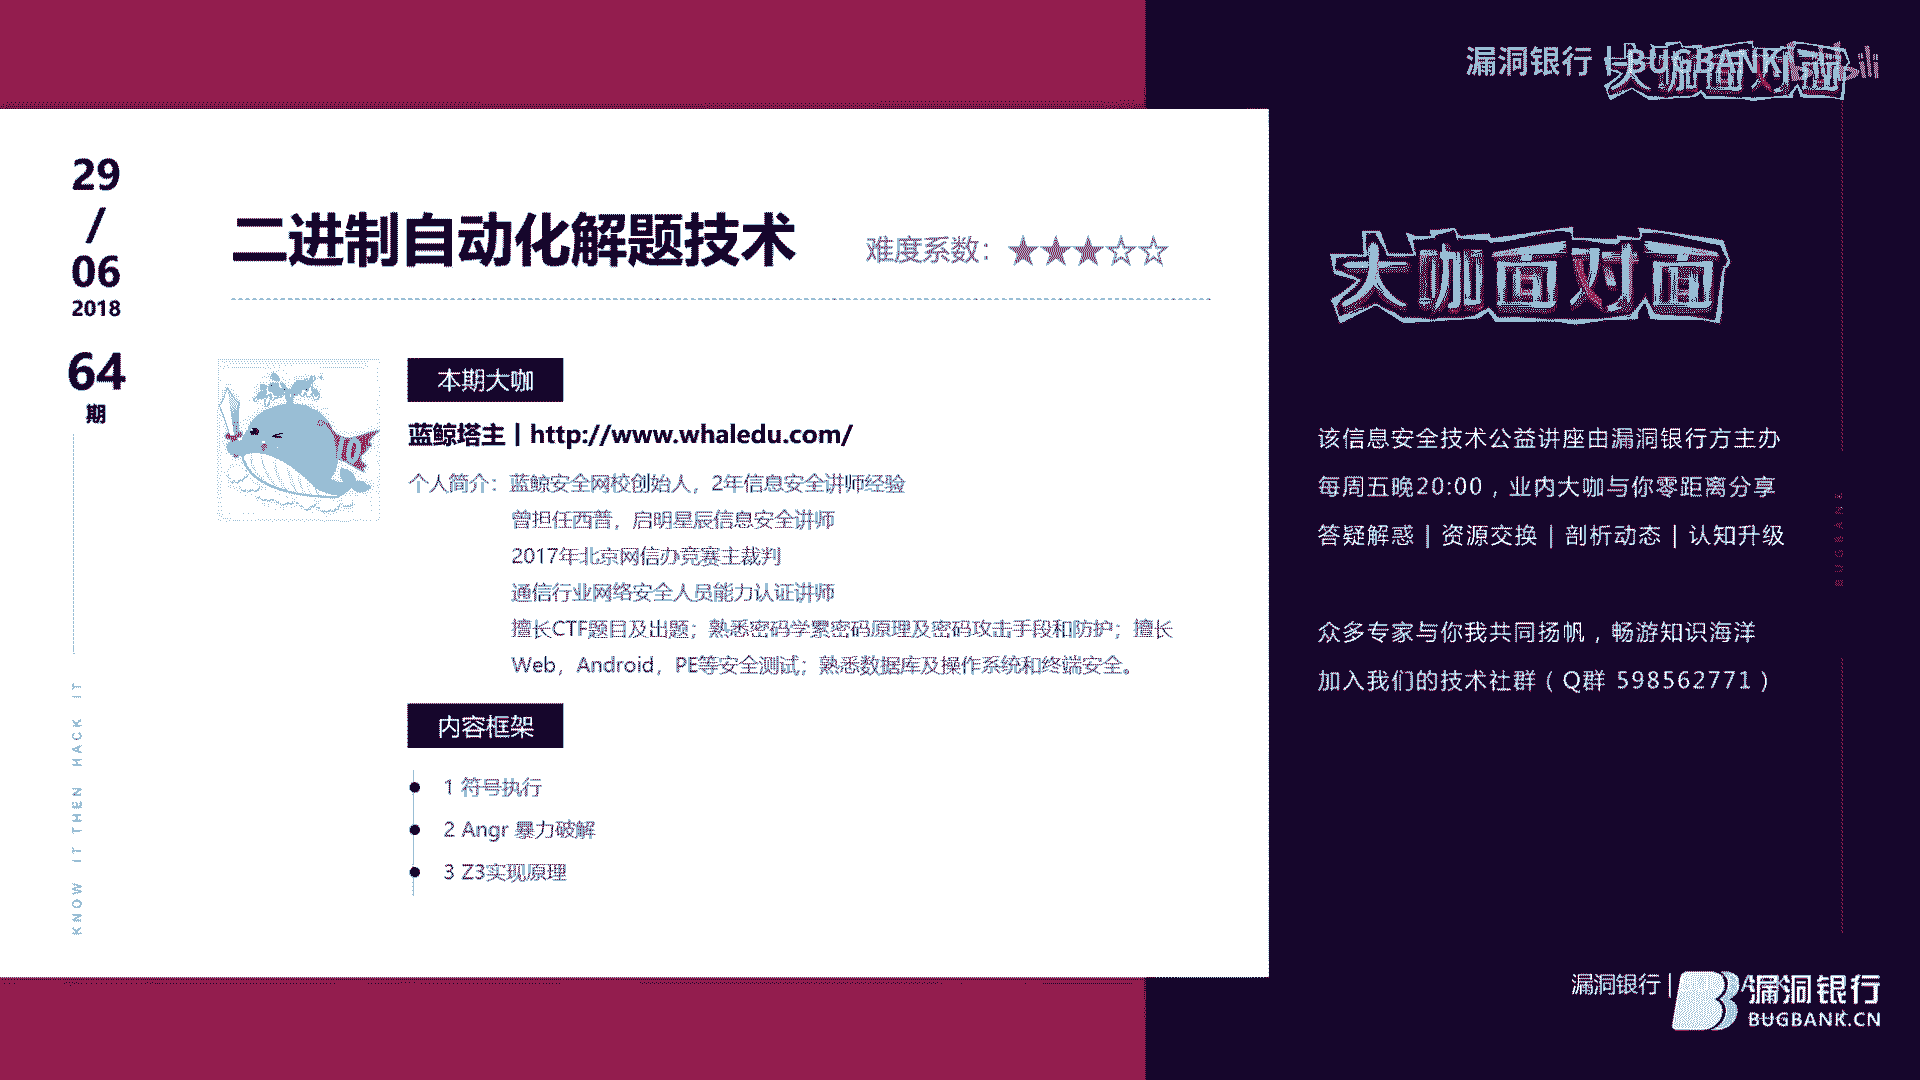 漏洞银行 | BUGBANK
大咖面对面
29
/
06
2018
64
期
KNOW IT THEN HACK IT
二进制自动化解题技术
难度系数：★★★☆☆
本期大咖
蓝鲸塔主 | http://www.whaledu.com/
个人简介：蓝鲸安全网校创始人，2年信息安全讲师经验
曾担任西普，启明星辰信息安全讲师
2017年北京网信办竞赛主裁判
通信行业网络安全人员能力认证讲师
擅长CTF题目及出题；熟悉密码学累密码原理及密码攻击手段和防护；擅长
Web，Android，PE等安全测试；熟悉数据库及操作系统和终端安全。
内容框架
1 符号执行
2 Angr 暴力破解
3 Z3实现原理
大咖面对面
该信息安全技术公益讲座由漏洞银行方主办
每周五晚20:00，业内大咖与你零距离分享
答疑解惑 | 资源交换 | 剖析动态 | 认知升级
众多专家与你我共同扬帆，畅游知识海洋
加入我们的技术社群（Q群 598562771）
BUGBANK
漏洞银行 |
漏洞银行
BUGBANK.CN